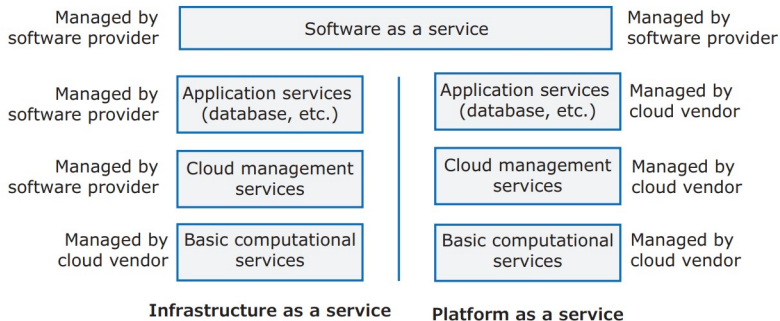 Managed by
software provider
Software as a service
Managed by
software provider
Managed by
software provider
Application services
(database, etc.)
Application services
(database, etc.)
Managed by
cloud vendor
Managed by
software provider
Cloud management
services
Cloud management
services
Managed by
cloud vendor
Managed by
cloud vendor
Basic computational
services
Basic computational
services
Managed by
cloud vendor
Infrastructure as a service
Platform as a service